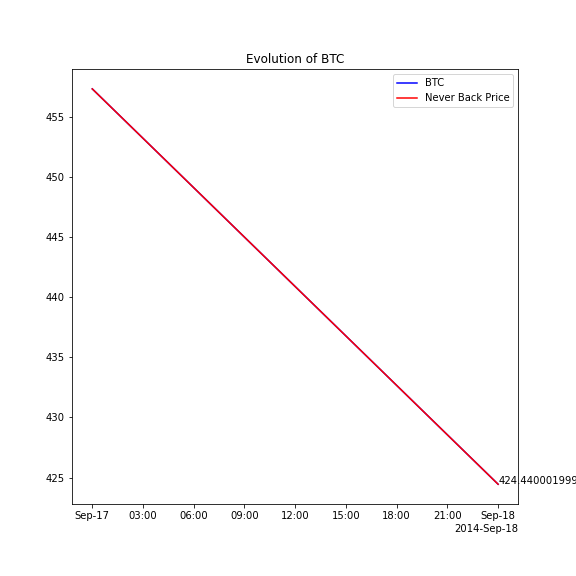 Evolution of BTC
BTC
Never Back Price
455
450
445
440
435
430
425
424.440001999
Sep-17
03:00
06:00
09:00
12:00
15:00
18:00
21:00
Sep-18
2014-Sep-18